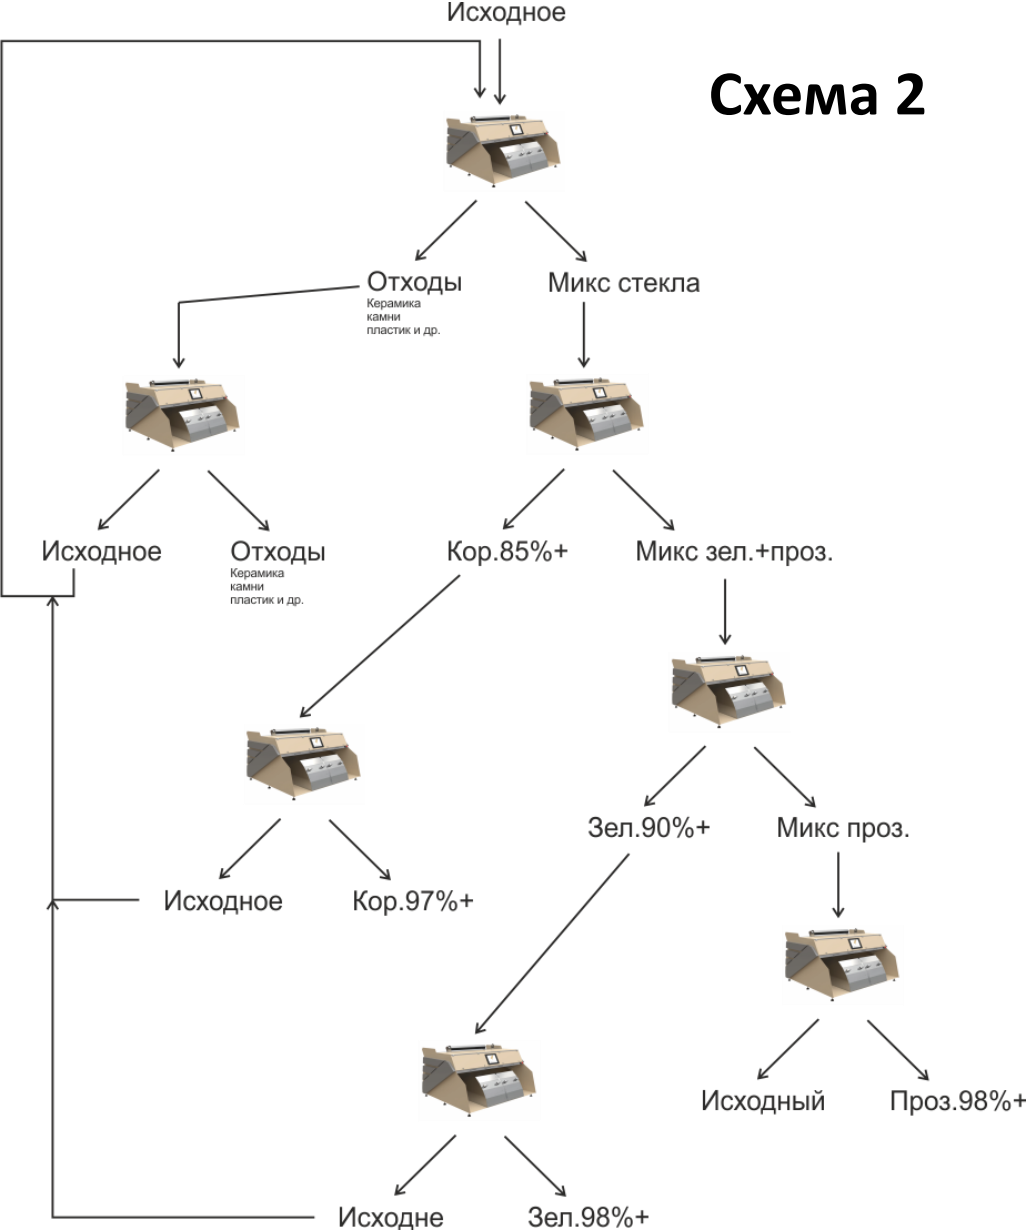 Исходное
Схема 2
Отходы
Керамика
камни
пластик и др.
Микс стекла
Исходное
Отходы
Керамика
камни
пластик и др.
Кор.85%+
Микс зел.+проз.
Зел.90%+
Микс проз.
Исходное
Кор.97%+
Исходный
Проз.98%+
Исходне
Зел.98%+